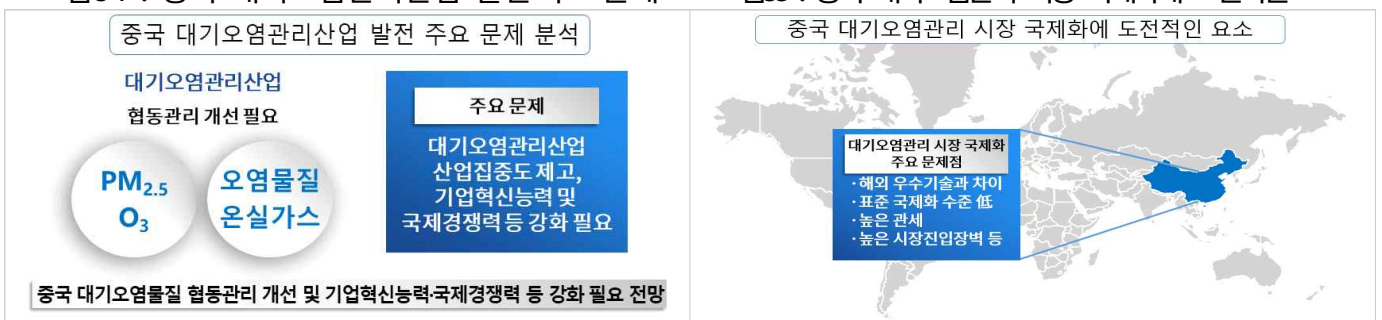 중국 대기오염관리산업 발전 주요 문제 분석
대기오염관리산업
협동관리 개선 필요
PM2.5
O3
오염물질
온실가스
주요 문제
대기오염관리산업
산업집중도 제고,
기업혁신능력 및
국제경쟁력 등 강화 필요
중국 대기오염물질 협동관리 개선 및 기업혁신능력·국제경쟁력 등 강화 필요 전망
중국 대기오염관리 시장 국제화에 도전적인 요소
대기오염관리 시장 국제화
주요 문제점
·해외 우수기술과 차이
·표준 국제화 수준 低
·높은 관세
·높은 시장진입장벽 등